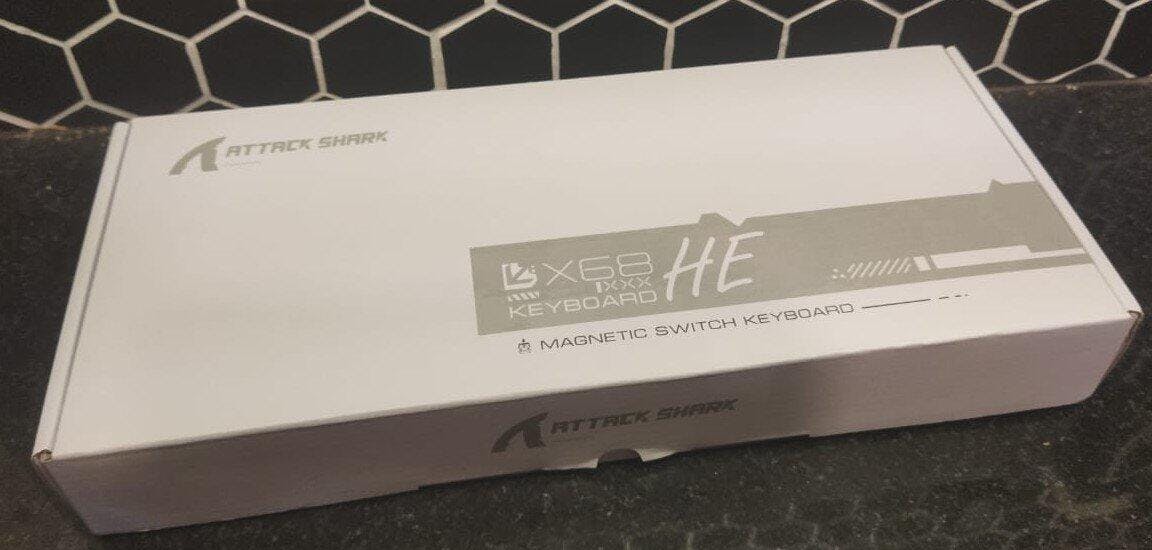 ATTACK SHARK
X68
KEYBOARD
HE
MAGNETIC SWITCH KEYBOARD
ATTACK SHARK